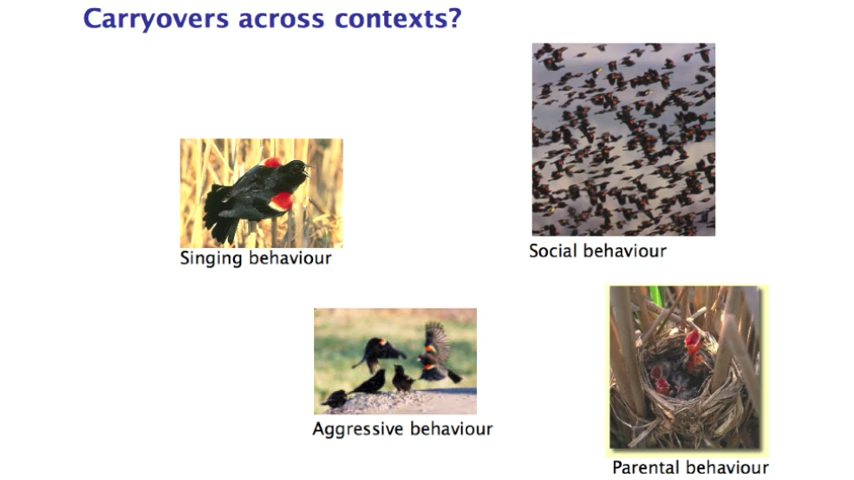 Carryovers across contexts?
Singing behaviour
Social behaviour
Aggressive behaviour
Parental behaviour